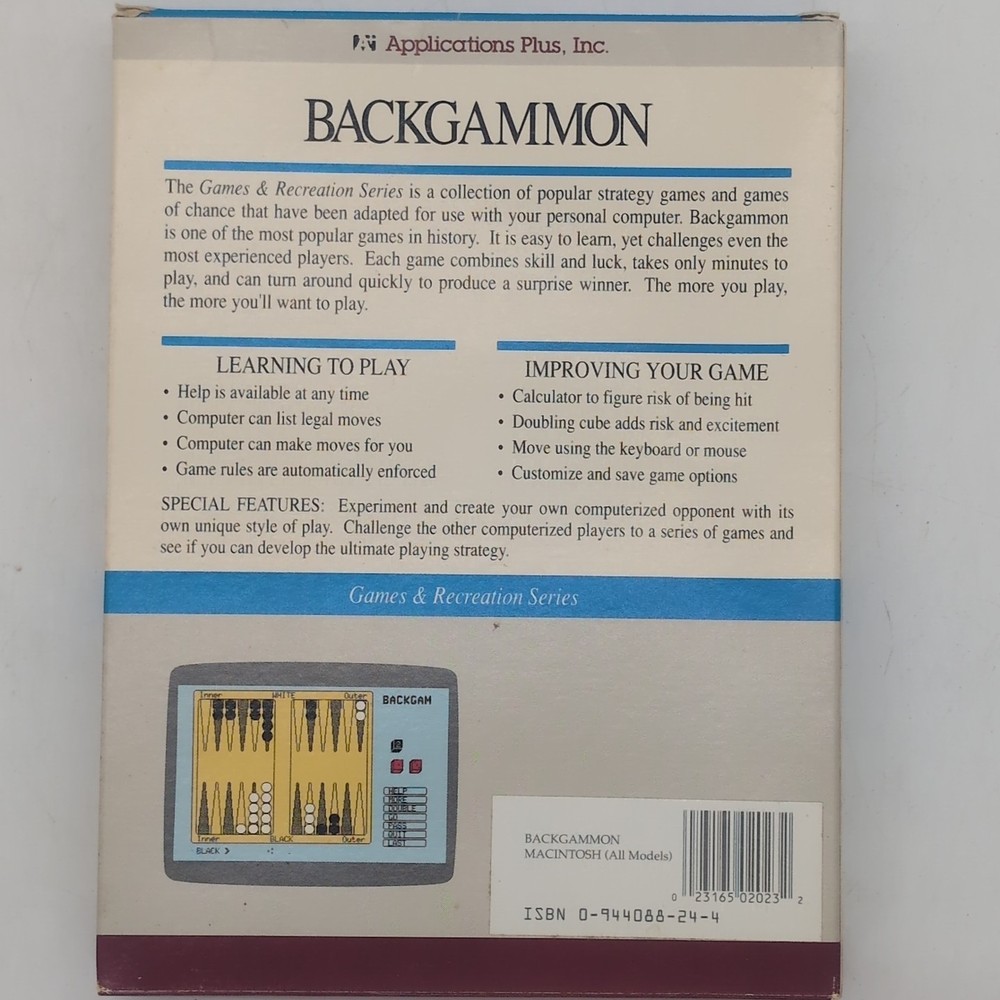 Applications Plus, Inc.
BACKGAMMON
The Games & Recreation Series is a collection of popular strategy games and games
of chance that have been adapted for use with your personal computer. Backgammon
is one of the most popular games in history. It is easy to learn, yet challenges even the
most experienced players. Each game combines skill and luck, takes only minutes to
play, and can turn around quickly to produce a surprise winner. The more you play,
the more you'll want to play.
LEARNING TO PLAY
• Help is available at any time
• Computer can list legal moves
• Computer can make moves for you
• Game rules are automatically enforced
IMPROVING YOUR GAME
• Calculator to figure risk of being hit
• Doubling cube adds risk and excitement
• Move using the keyboard or mouse
• Customize and save game options
SPECIAL FEATURES: Experiment and create your own computerized opponent with its
own unique style of play. Challenge the other computerized players to a series of games and
see if you can develop the ultimate playing strategy.
Games & Recreation Series
Inner WHITE Outer
BACKGAM
HELP
MORE
DOUBLE
GO
PASS
QUIT
LAST
Inner BLACK Outer
BLACK >
BACKGAMMON
MACINTOSH (All Models)
0 23165 02023 2
ISBN 0-944088-24-4